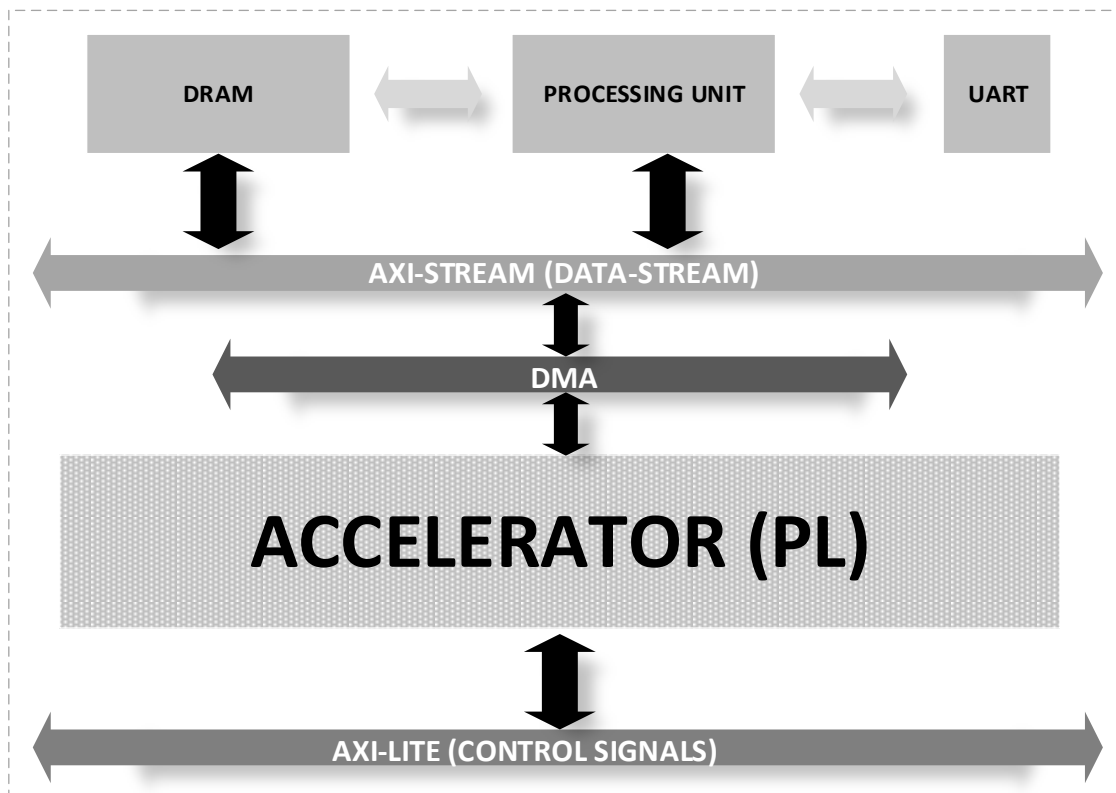 DRAM
PROCESSING UNIT
UART
AXI-STREAM (DATA-STREAM)
DMA
ACCELERATOR (PL)
AXI-LITE (CONTROL SIGNALS)